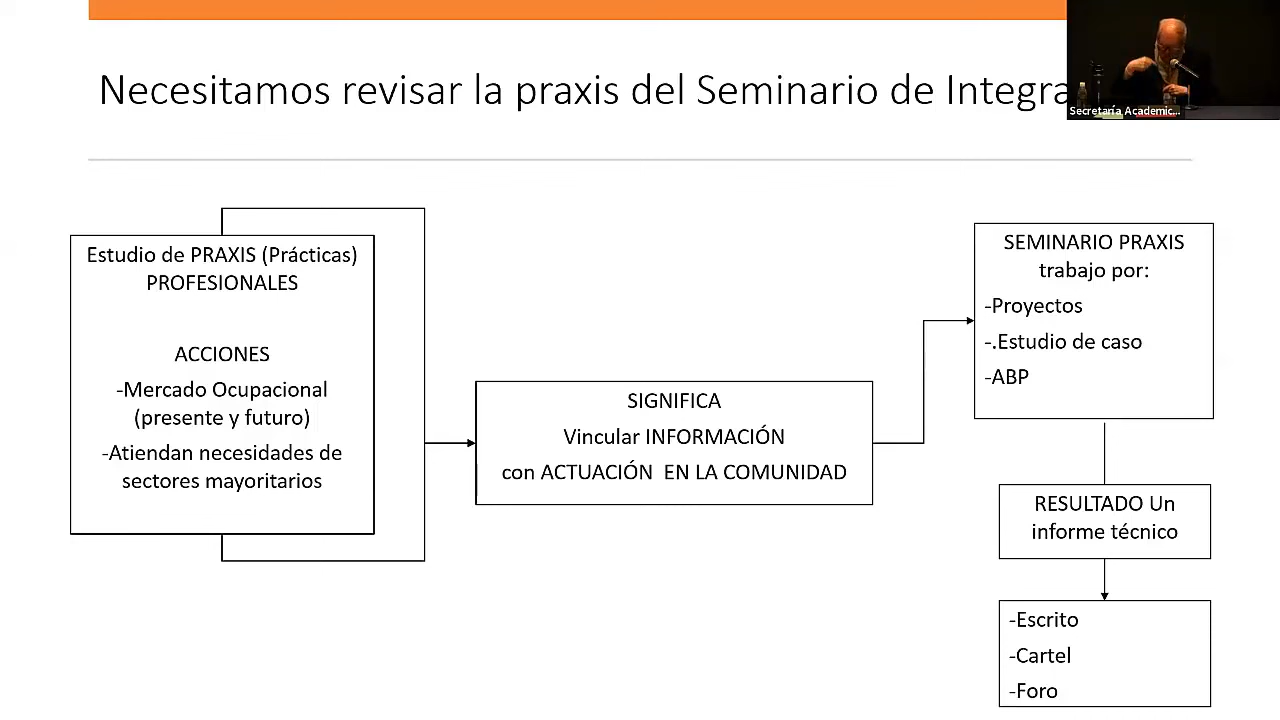 Necesitamos revisar la praxis del Seminario de Integra
Secretaría Academic...
Estudio de PRAXIS (Prácticas)
PROFESIONALES
ACCIONES
-Mercado Ocupacional
(presente y futuro)
-Atiendan necesidades de
sectores mayoritarios
SIGNIFICA
Vincular INFORMACIÓN
con ACTUACIÓN EN LA COMUNIDAD
SEMINARIO PRAXIS
trabajo por:
-Proyectos
-.Estudio de caso
-ABP
RESULTADO Un
informe técnico
-Escrito
-Cartel
-Foro